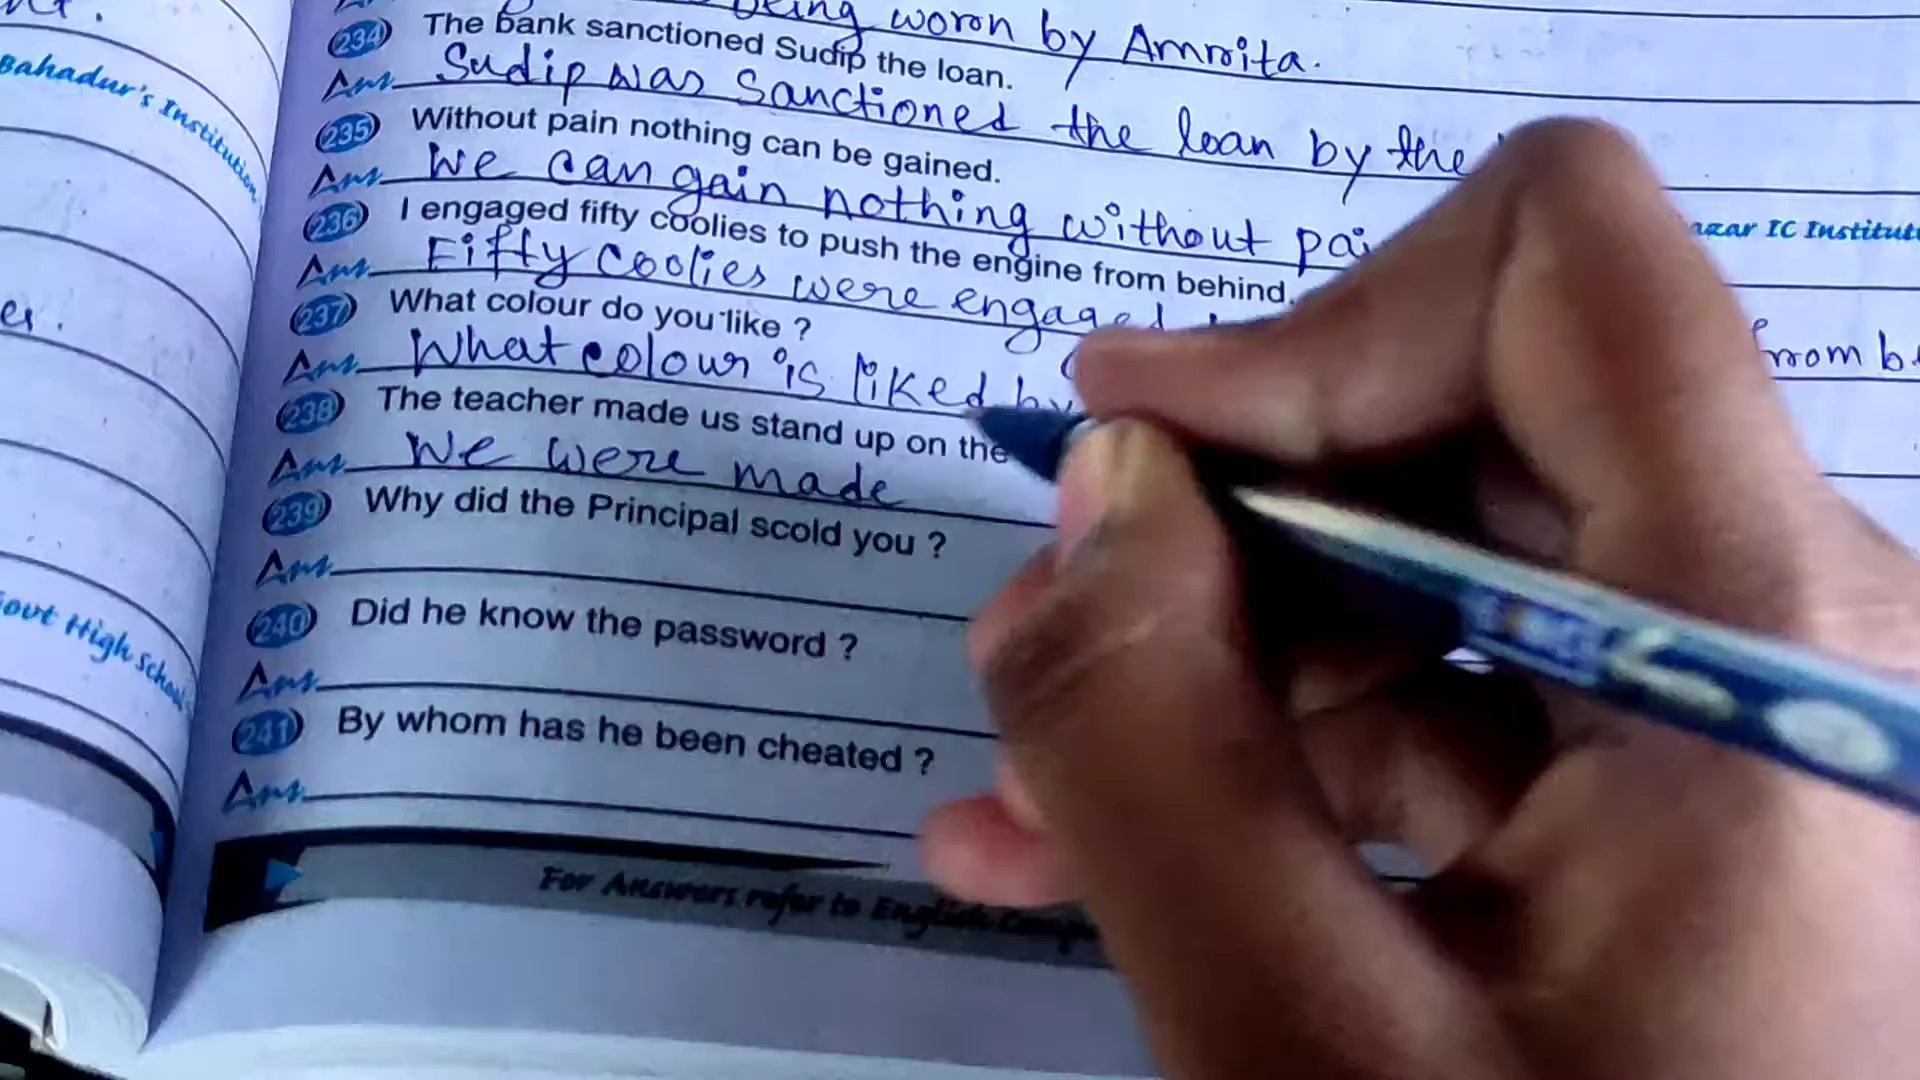 being woron by Amrita.
234 The bank sanctioned Sudip the loan.
Ans. Sudip was sanctioned the loan by the
235 Without pain nothing can be gained.
Ans. We can gain nothing without pai
236 I engaged fifty coolies to push the engine from behind.
Ans. Fifty coolies were engaged
237 What colour do you like ?
Ans. What colour is liked by
238 The teacher made us stand up on the
Ans. We were made
239 Why did the Principal scold you ?
Ans.
240 Did he know the password ?
Ans.
241 By whom has he been cheated ?
Ans.
For Answers refer to English
Bahadur's Institution
Govt High School
er.
IC Institut
from b